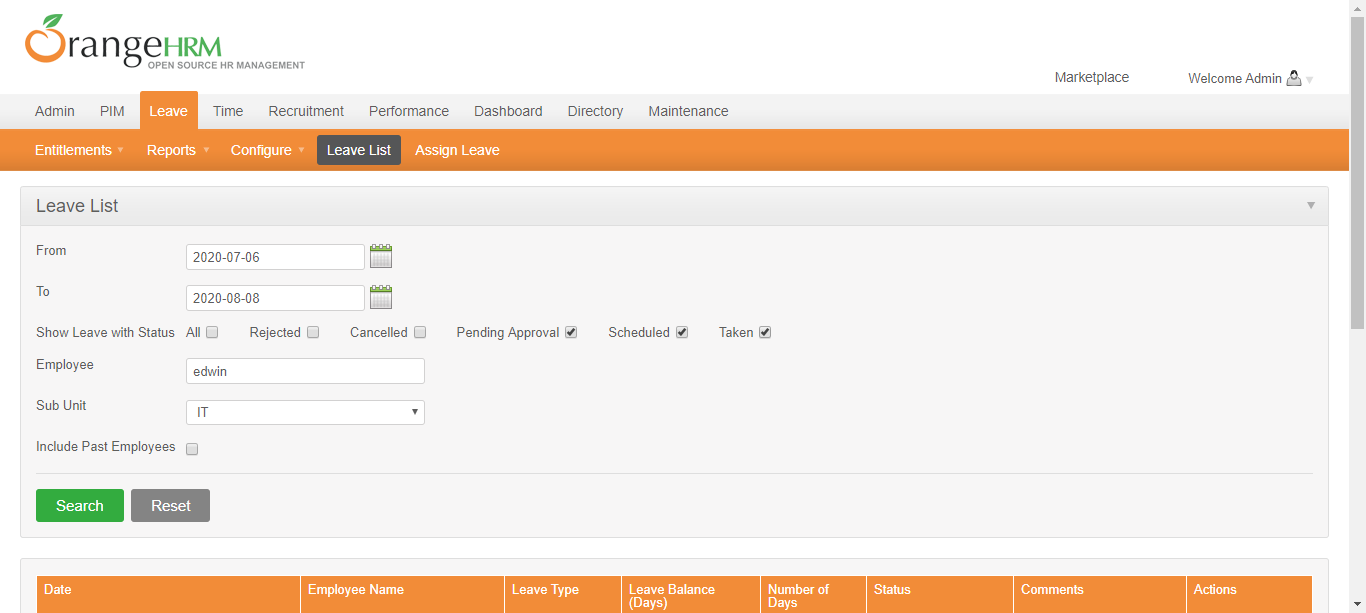 OrangeHRM
OPEN SOURCE HR MANAGEMENT
Marketplace
Welcome Admin
Admin PIM Leave Time Recruitment Performance Dashboard Directory Maintenance
Entitlements Reports Configure Leave List Assign Leave
Leave List
From
2020-07-06
To
2020-08-08
Show Leave with Status All Rejected Cancelled Pending Approval Scheduled Taken
Employee
edwin
Sub Unit
IT
Include Past Employees
Search Reset
Date Employee Name Leave Type Leave Balance (Days) Number of Days Status Comments Actions